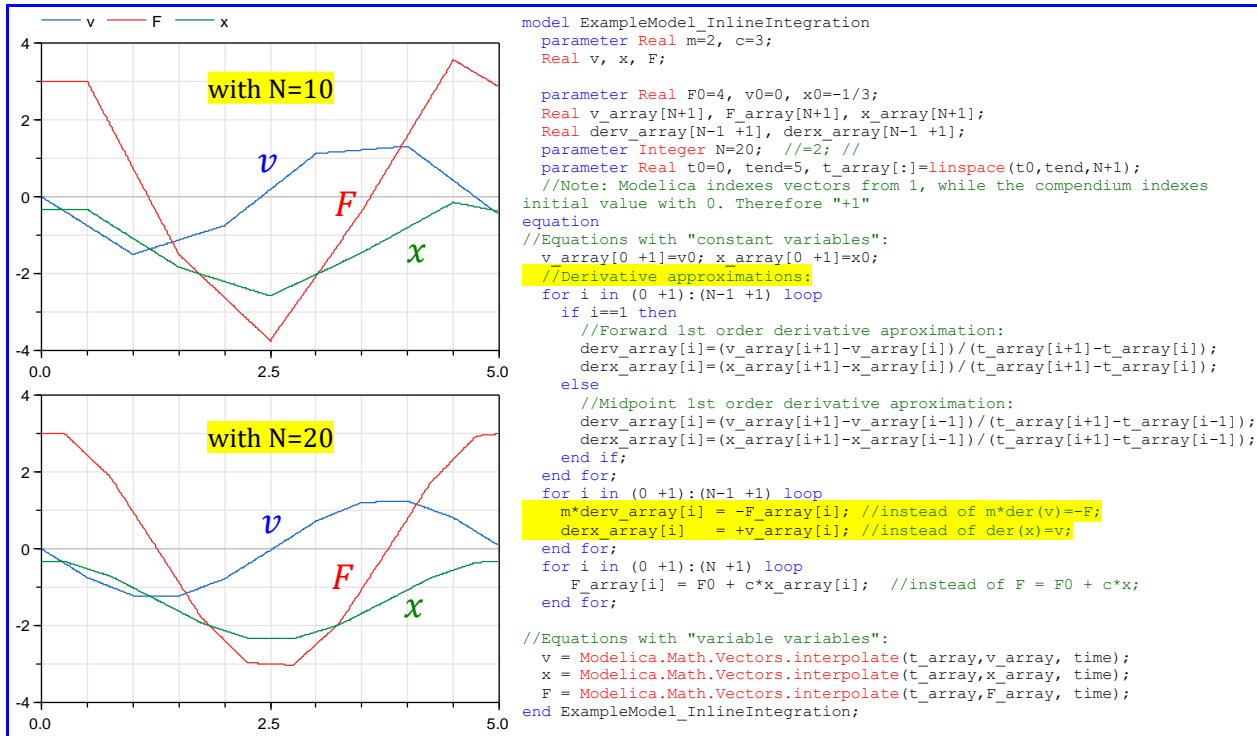 v F x
4
2
0
-2
-4
0.0 2.5 5.0
with N=10
v
F
x
4
2
0
-2
-4
0.0 2.5 5.0
with N=20
v
F
x
model ExampleModel_InlineIntegration
parameter Real m=2, c=3;
Real v, x, F;
parameter Real F0=4, v0=0, x0=-1/3;
Real v_array[N+1], F_array[N+1], x_array[N+1];
Real derv_array[N-1 +1], derx_array[N-1 +1];
parameter Integer N=20; //=2; //
parameter Real t0=0, tend=5, t_array[:]=linspace(t0,tend,N+1);
//Note: Modelica indexes vectors from 1, while the compendium indexes
initial value with 0. Therefore "+1"
equation
//Equations with "constant variables":
v_array[0 +1]=v0; x_array[0 +1]=x0;
//Derivative approximations:
for i in (0 +1):(N-1 +1) loop
if i==1 then
//Forward 1st order derivative aproximation:
derv_array[i]=(v_array[i+1]-v_array[i])/(t_array[i+1]-t_array[i]);
derx_array[i]=(x_array[i+1]-x_array[i])/(t_array[i+1]-t_array[i]);
else
//Midpoint 1st order derivative aproximation:
derv_array[i]=(v_array[i+1]-v_array[i-1])/(t_array[i+1]-t_array[i-1]);
derx_array[i]=(x_array[i+1]-x_array[i-1])/(t_array[i+1]-t_array[i-1]);
end if;
end for;
for i in (0 +1):(N-1 +1) loop
m*derv_array[i] = -F_array[i]; //instead of m*der(v)=-F;
derx_array[i] = +v_array[i]; //instead of der(x)=v;
end for;
for i in (0 +1):(N +1) loop
F_array[i] = F0 + c*x_array[i]; //instead of F = F0 + c*x;
end for;
//Equations with "variable variables":
v = Modelica.Math.Vectors.interpolate(t_array,v_array, time);
x = Modelica.Math.Vectors.interpolate(t_array,x_array, time);
F = Modelica.Math.Vectors.interpolate(t_array,F_array, time);
end ExampleModel_InlineIntegration;